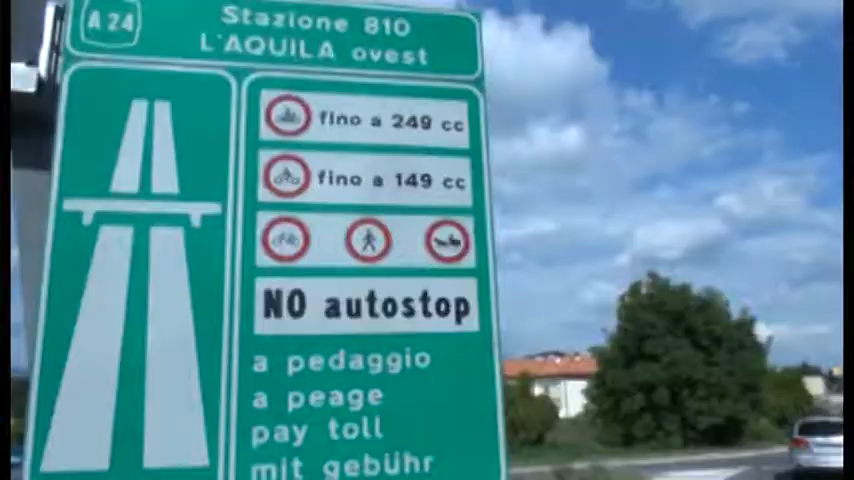 A 24
Stazione 810
L'AQUILA ovest
fino a 249 cc
fino a 149 cc
NO autostop
a pedaggio
a peage
pay toll
mit gebühr